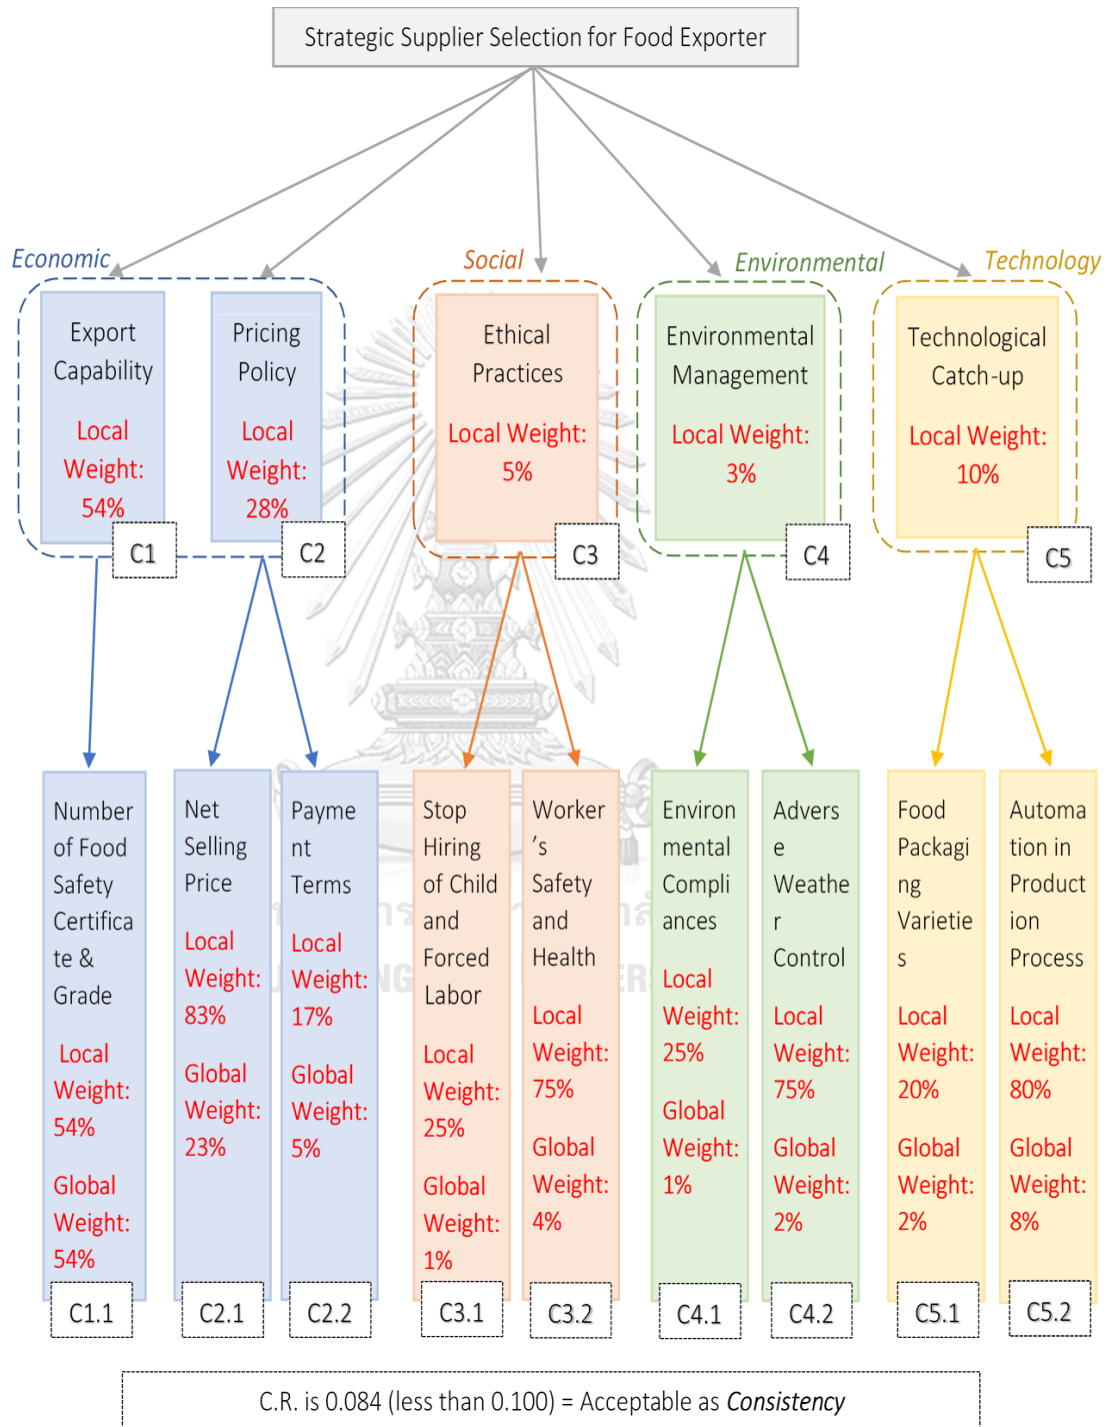 Strategic Supplier Selection for Food Exporter
Economic
Social
Environmental
Technology
Export
Capability
Local
Weight:
54%
C1
Pricing
Policy
Local
Weight:
28%
C2
Ethical
Practices
Local Weight:
5%
C3
Environmental
Management
Local Weight:
3%
C4
Technological
Catch-up
Local Weight:
10%
C5
Number
of Food
Safety
Certifica
te &
Grade
Local
Weight:
54%
Global
Weight:
54%
C1.1
Net
Selling
Price
Local
Weight:
83%
Global
Weight:
23%
C2.1
Payme
nt
Terms
Local
Weight:
17%
Global
Weight:
5%
C2.2
Stop
Hiring
of Child
and
Forced
Labor
Local
Weight:
25%
Global
Weight:
1%
C3.1
Worker
's
Safety
and
Health
Local
Weight:
75%
Global
Weight:
4%
C3.2
Environ
mental
Compli
ances
Local
Weight:
25%
Global
Weight:
1%
C4.1
Advers
e
Weathe
r
Control
Local
Weight:
75%
Global
Weight:
2%
C4.2
Food
Packagi
ng
Varietie
s
Local
Weight:
20%
Global
Weight:
2%
C5.1
Automa
tion in
Product
ion
Process
Local
Weight:
80%
Global
Weight:
8%
C5.2
C.R. is 0.084 (less than 0.100) = Acceptable as Consistency